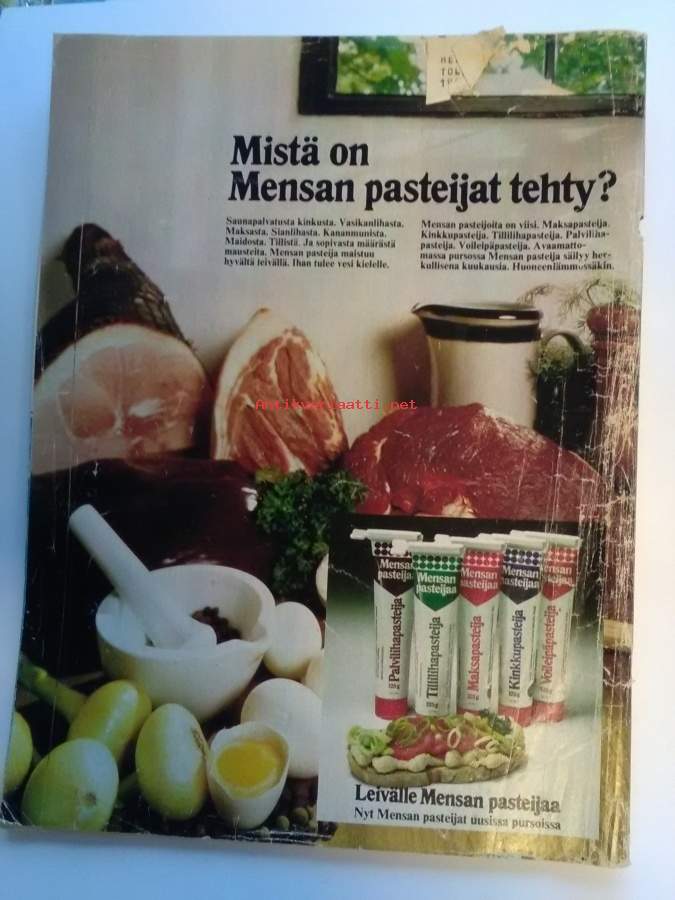 Mistä on
Mensan pasteijat tehty?
Saunapalvatusta kinkusta. Vasikanlihasta.
Maksasta. Sianlihasta. Kananmunista.
Maidosta. Tillistä. Ja sopivasta määrästä
mausteita. Mensan pasteija maistuu
hyvältä leivällä. Ihan tulee vesi kielelle.
Mensan pasteijoita on viisi. Maksapasteija.
Kinkkupasteija. Tillilihapasteija. Palviliha-
pasteija. Voileipäpasteija. Avaamatto-
massa pursossa Mensan pasteija säilyy her-
kullisena kuukausia. Huoneenlämmössäkin.
Antikvariaatti.net
Mensan
pasteijaa
Palvilihapasteija
Mensan
pasteijaa
Tillilihapasteija
Mensan
pasteijaa
Maksapasteija
Mensan
pasteijaa
Kinkkupasteija
Mensan
pasteijaa
Voileipäpasteija
Leivälle Mensan pasteijaa
Nyt Mensan pasteijat uusissa pursoissa